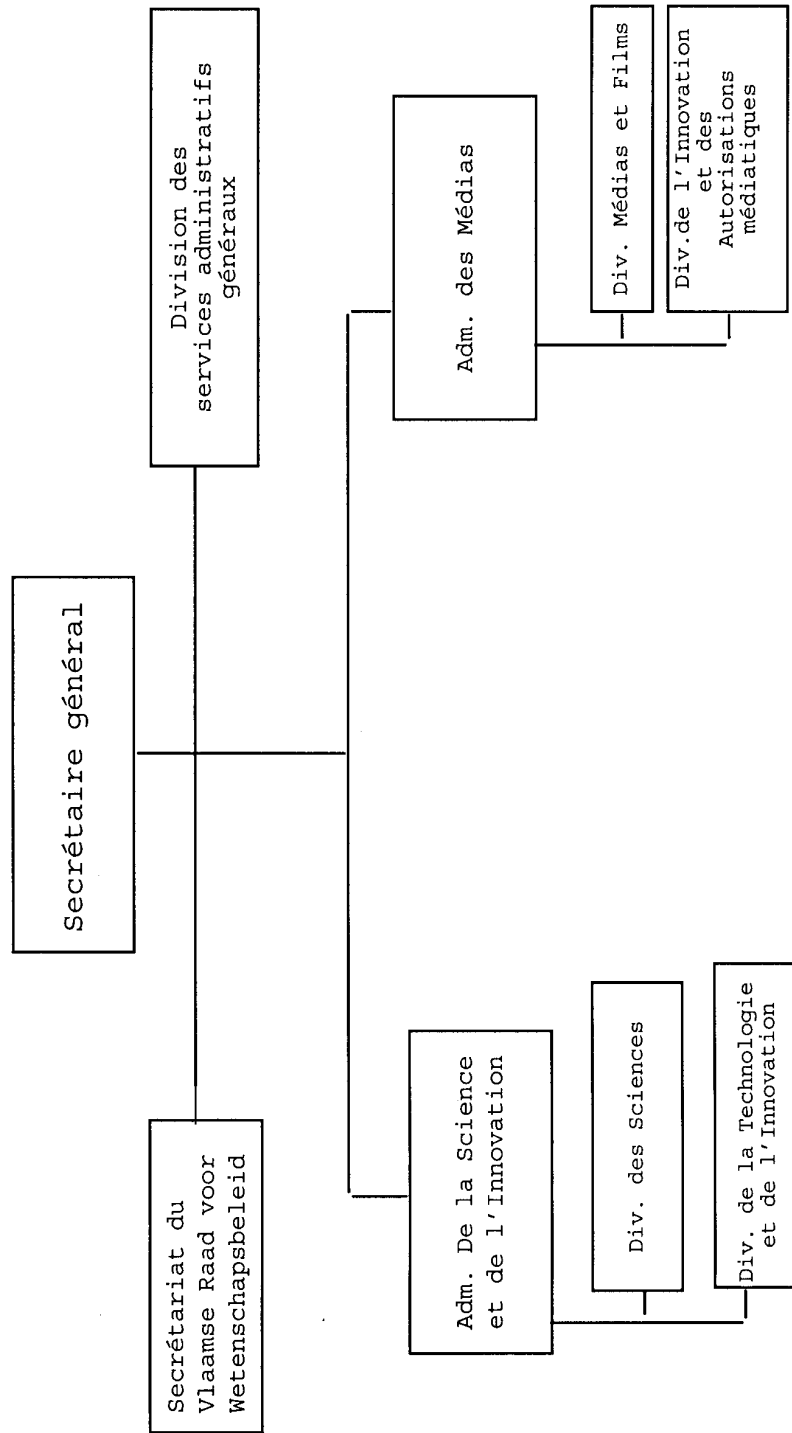 Secrétaire général
Secrétariat du
Vlaamse Raad voor
Wetenschapsbeleid
Division des
services administratifs
généraux
Adm. De la Science
et de l'Innovation
Adm. des Médias
Div. des Sciences
Div. de la Technologie
et de l'Innovation
Div. Médias et Films
Div.de l'Innovation
et des
Autorisations
médiatiques